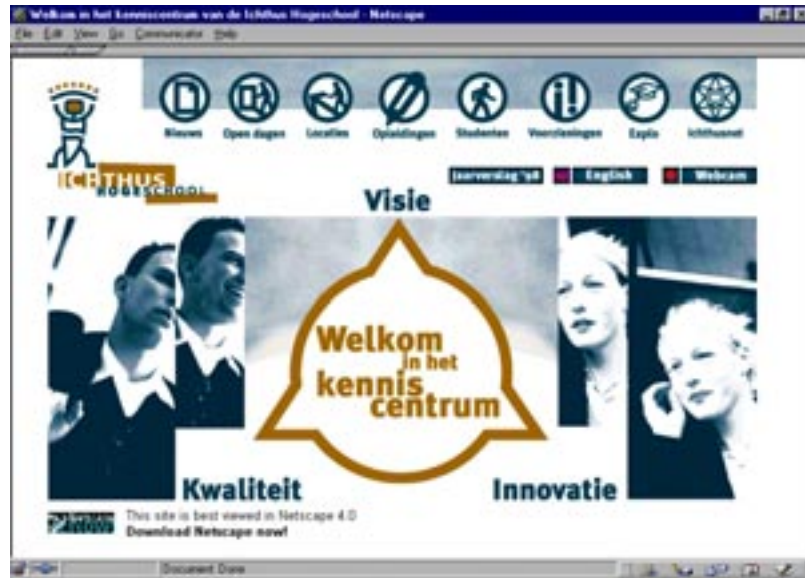 Welkom in het kenniscentrum van de Ichthus Hogeschool - Netscape
File Edit View Go Communicator Help
Nieuws Open dagen Locaties Opleidingen Studenten Voorzieningen Explo Ichthusnet
ICHTHUS
HOGESCHOOL
Jaarverslag '98 English Webcam
Visie
Welkom
in het
kennis
centrum
Kwaliteit Innovatie
This site is best viewed in Netscape 4.0
Download Netscape now!
Document Done